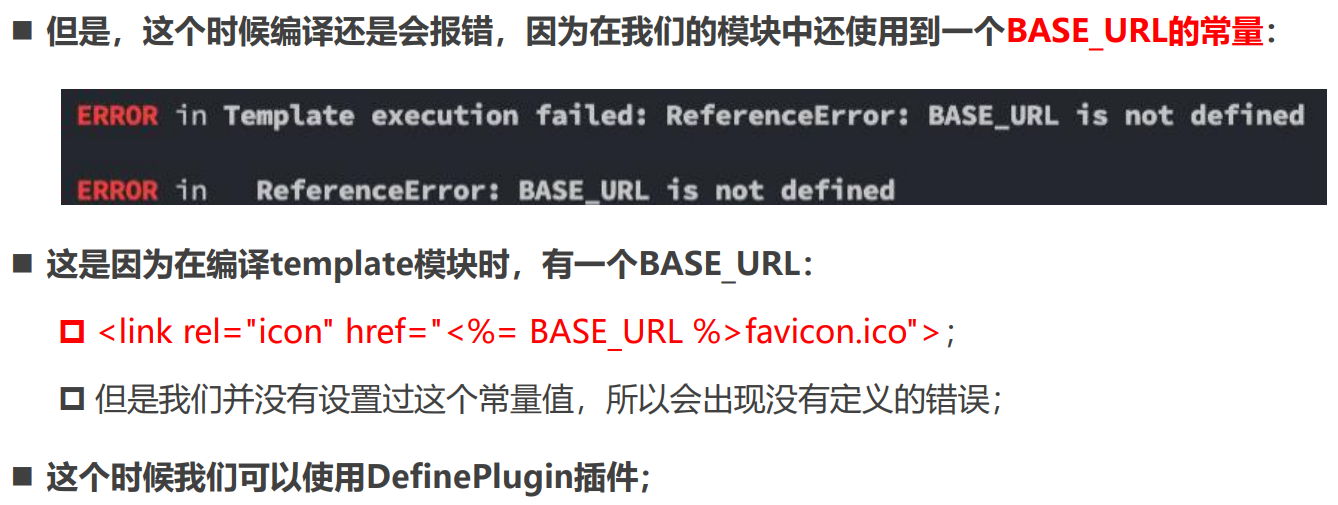 但是，这个时候编译还是会报错，因为在我们的模块中还使用到一个BASE_URL的常量：
ERROR in Template execution failed: ReferenceError: BASE_URL is not defined
ERROR in ReferenceError: BASE_URL is not defined
这是因为在编译template模块时，有一个BASE_URL：
<link rel="icon" href="<%= BASE_URL %>favicon.ico">；
但是我们并没有设置过这个常量值，所以会出现没有定义的错误；
这个时候我们可以使用DefinePlugin插件；